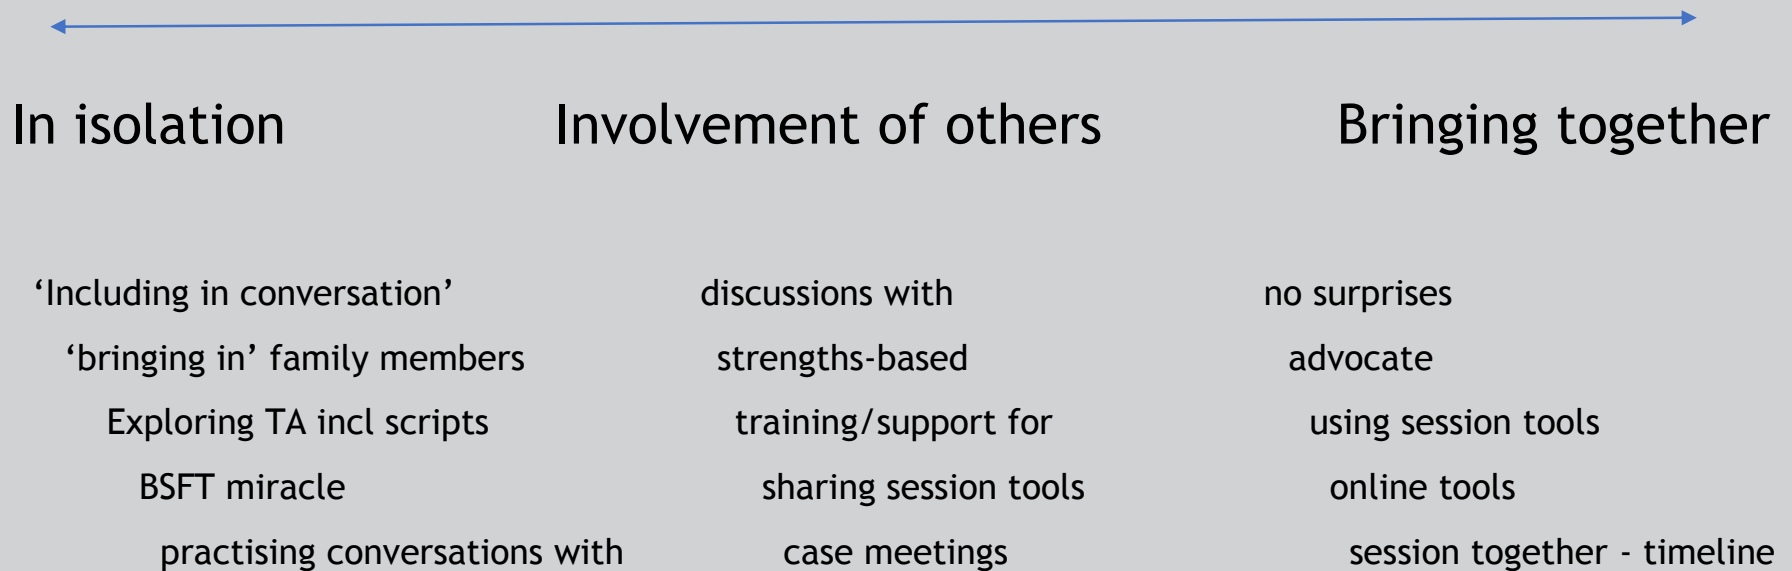 In isolation
Involvement of others
Bringing together
‘Including in conversation’
‘bringing in’ family members
Exploring TA incl scripts
BSFT miracle
practising conversations with
discussions with
strengths-based
training/support for
sharing session tools
case meetings
no surprises
advocate
using session tools
online tools
session together - timeline